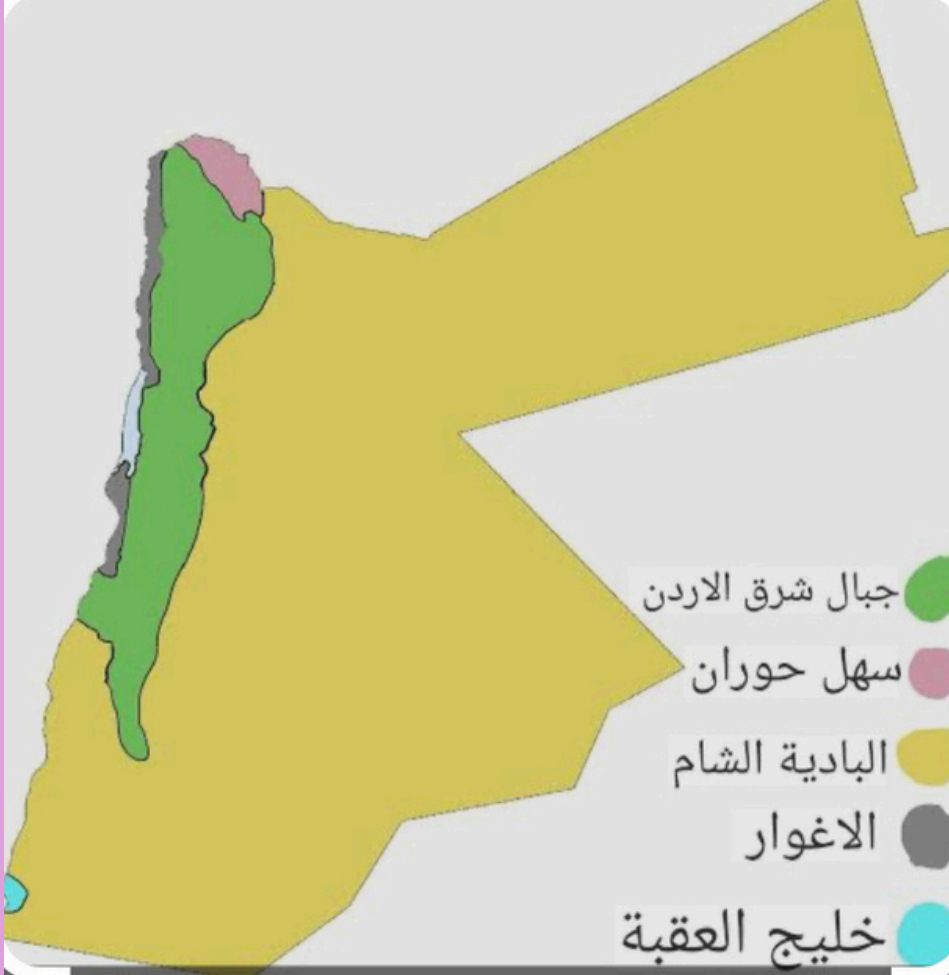 جبال شرق الاردن
سهل حوران
البادية الشام
الاغوار
خليج العقبة